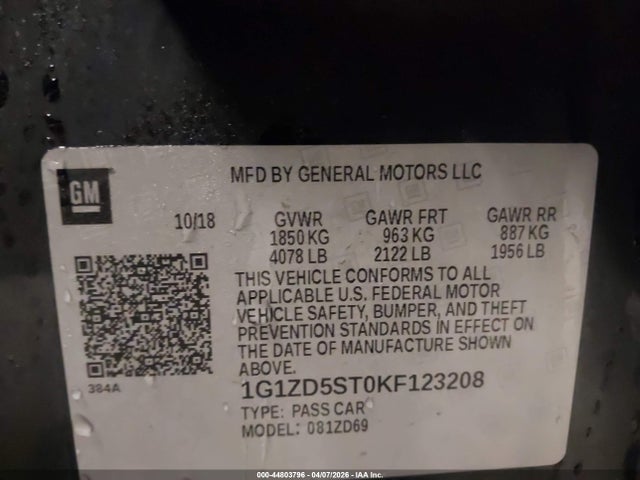 GM
MFD BY GENERAL MOTORS LLC
10/18
GVWR GAWR FRT GAWR RR
1850 KG 963 KG 887 KG
4078 LB 2122 LB 1956 LB
THIS VEHICLE CONFORMS TO ALL
APPLICABLE U.S. FEDERAL MOTOR
VEHICLE SAFETY, BUMPER, AND THEFT
PREVENTION STANDARDS IN EFFECT ON
THE DATE OF MANUFACTURE SHOWN
ABOVE.
384A
1G1ZD5ST0KF123208
TYPE: PASS CAR
MODEL: 081ZD69
000-44803796 - 04/07/2026 - IAA Inc.